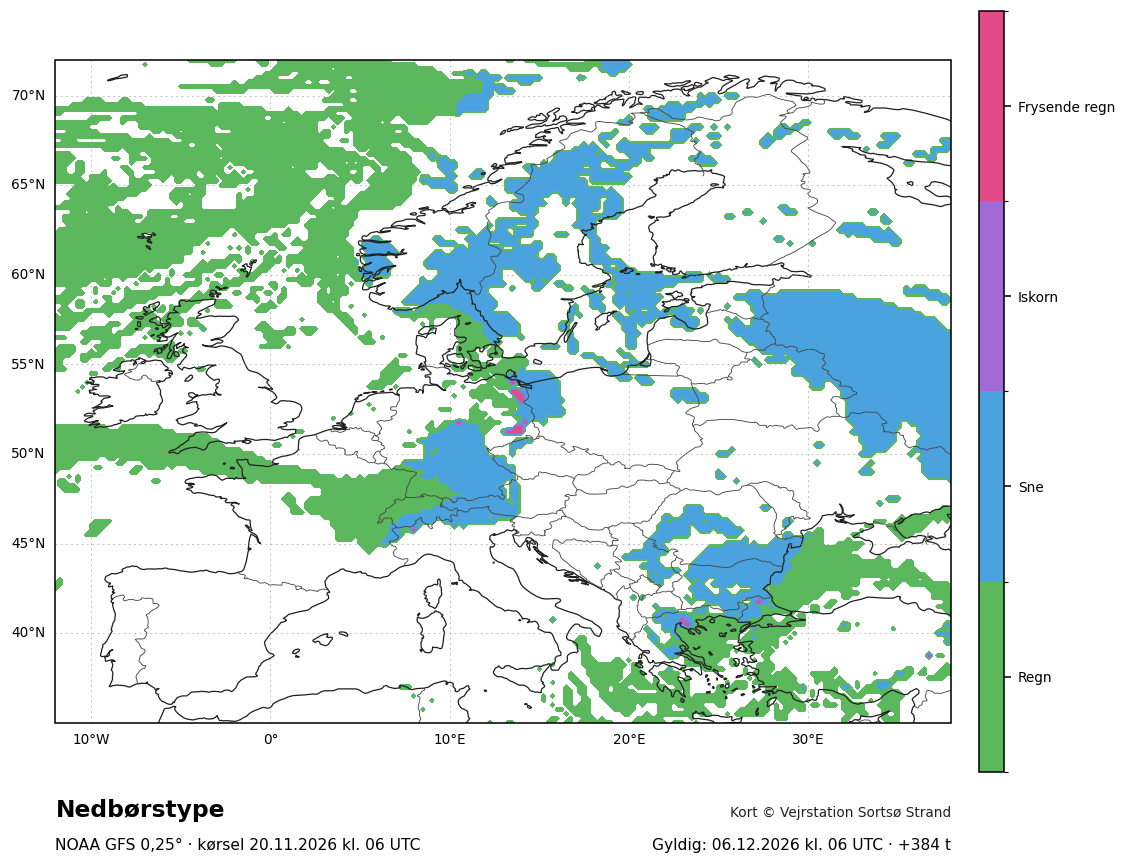 70°N
65°N
60°N
55°N
50°N
45°N
40°N
10°W
0°
10°E
20°E
30°E
Frysende regn
Iskorn
Sne
Regn
Nedbørstype
Kort © Vejrstation Sortsø Strand
NOAA GFS 0,25° · kørsel 20.11.2026 kl. 06 UTC
Gyldig: 06.12.2026 kl. 06 UTC · +384 t